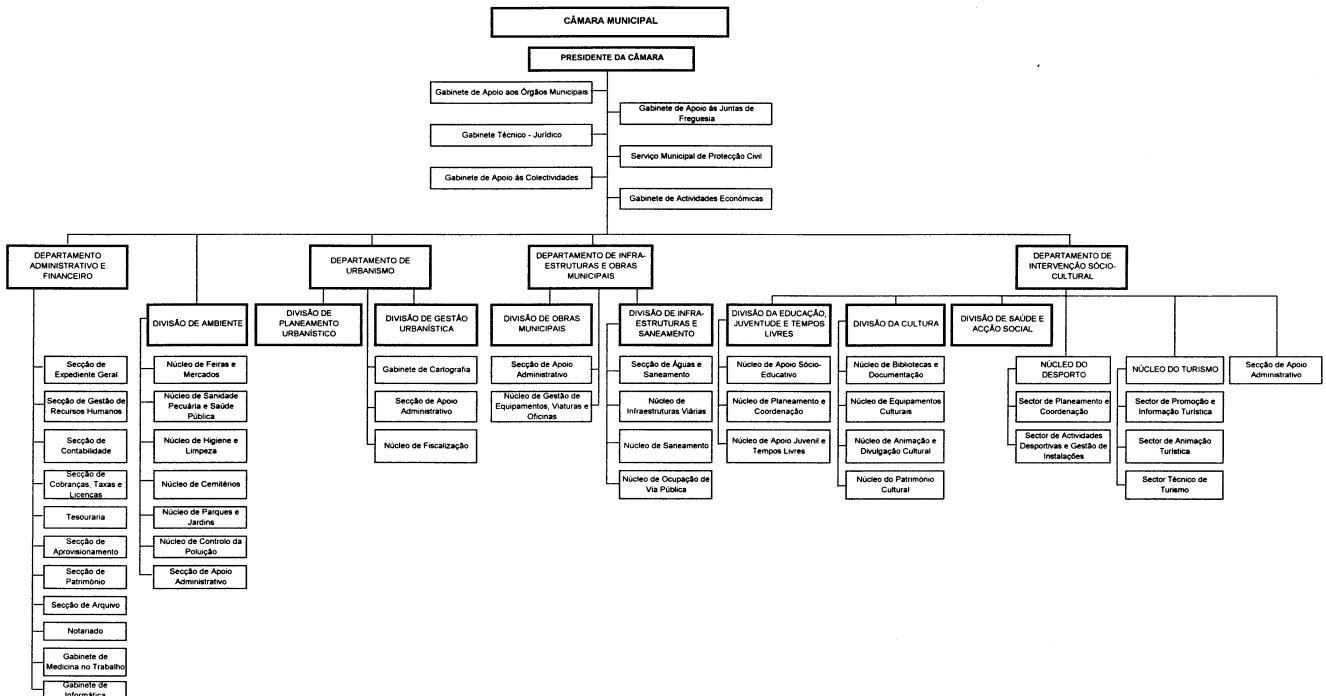 CÂMARA MUNICIPAL
PRESIDENTE DA CÂMARA
Gabinete de Apoio aos Órgãos Municipais
Gabinete de Apoio às Juntas de
Freguesia
Gabinete Técnico - Jurídico
Serviço Municipal de Protecção Civil
Gabinete de Apoio às Colectividades
Gabinete de Actividades Económicas
DEPARTAMENTO
ADMINISTRATIVO E
FINANCEIRO
DEPARTAMENTO DE
URBANISMO
DEPARTAMENTO DE INFRA-
ESTRUTURAS E OBRAS
MUNICIPAIS
DEPARTAMENTO DE
INTERVENÇÃO SÓCIO-
CULTURAL
DIVISÃO DE AMBIENTE
DIVISÃO DE
PLANEAMENTO
URBANÍSTICO
DIVISÃO DE GESTÃO
URBANÍSTICA
DIVISÃO DE OBRAS
MUNICIPAIS
DIVISÃO DE INFRA-
ESTRUTURAS E
SANEAMENTO
DIVISÃO DA EDUCAÇÃO,
JUVENTUDE E TEMPOS
LIVRES
DIVISÃO DA CULTURA
DIVISÃO DE SAÚDE E
ACÇÃO SOCIAL
Secção de
Expediente Geral
Secção de Gestão de
Recursos Humanos
Secção de
Contabilidade
Secção de
Cobranças, Taxas e
Licenças
Tesouraria
Secção de
Aprovisionamento
Secção de
Património
Secção de Arquivo
Notariado
Gabinete de
Medicina no Trabalho
Gabinete de
Informática
Núcleo de Feiras e
Mercados
Núcleo de Sanidade
Pecuária e Saúde
Pública
Núcleo de Higiene e
Limpeza
Núcleo de Cemitérios
Núcleo de Parques e
Jardins
Núcleo de Controlo da
Poluição
Secção de Apoio
Administrativo
Gabinete de Cartografia
Secção de Apoio
Administrativo
Núcleo de Fiscalização
Secção de Apoio
Administrativo
Núcleo de Gestão de
Equipamentos, Viaturas e
Oficinas
Secção de Águas e
Saneamento
Núcleo de
Infraestruturas Viárias
Núcleo de Saneamento
Núcleo de Ocupação de
Via Pública
Núcleo de Apoio Sócio-
Educativo
Núcleo de Planeamento e
Coordenação
Núcleo de Apoio Juvenil e
Tempos Livres
Núcleo de Bibliotecas e
Documentação
Núcleo de Equipamentos
Culturais
Núcleo de Animação e
Divulgação Cultural
Núcleo do Património
Cultural
NÚCLEO DO
DESPORTO
Sector de Planeamento e
Coordenação
Sector de Actividades
Desportivas e Gestão de
Instalações
NÚCLEO DO TURISMO
Sector de Promoção e
Informação Turística
Sector de Animação
Turística
Sector Técnico de
Turismo
Secção de Apoio
Administrativo